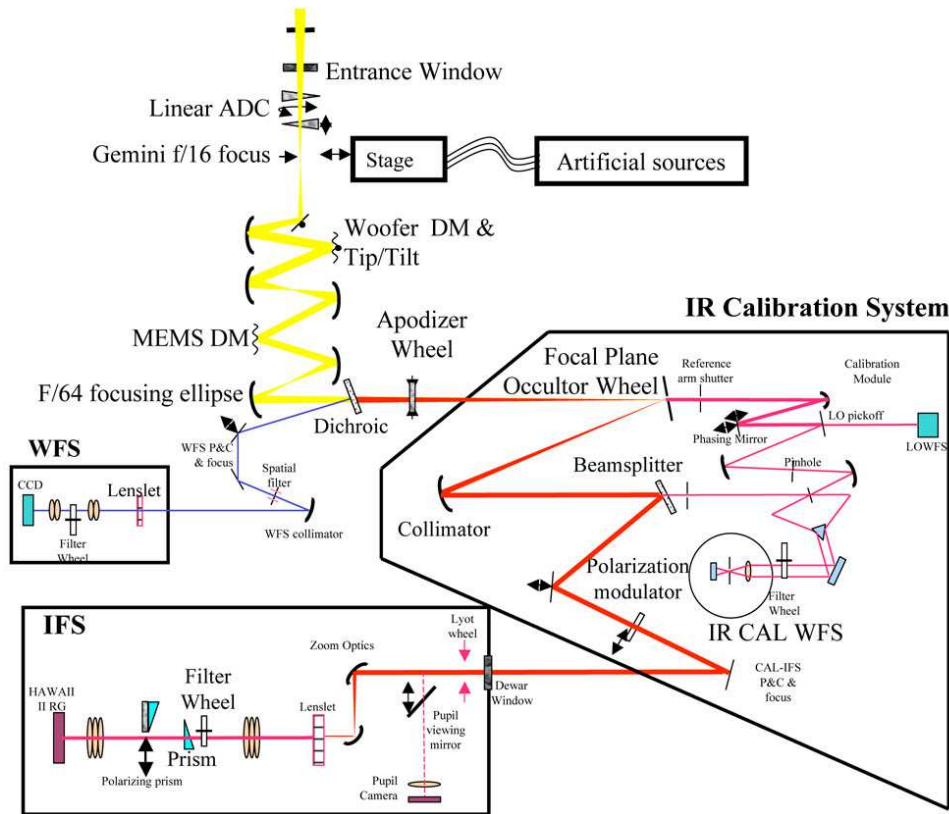 Entrance Window
Linear ADC
Gemini f/16 focus
Stage
Artificial sources
Woofer DM &
Tip/Tilt
MEMS DM
Apodizer
Wheel
F/64 focusing ellipse
Dichroic
IR Calibration System
Focal Plane
Occultor Wheel
Reference
arm shutter
Calibration
Module
Phasing Mirror
LO pickoff
LOWFS
Pinhole
Beamsplitter
Collimator
Polarization
modulator
Filter
Wheel
IR CAL WFS
CAL-IFS
P&C &
focus
WFS P&C
& focus
Spatial
filter
WFS collimator
WFS
CCD
Lenslet
Filter
Wheel
IFS
Zoom Optics
Lyot
wheel
Dewar
Window
HAWAII
II RG
Filter
Wheel
Prism
Polarizing prism
Lenslet
Pupil
viewing
mirror
Pupil
Camera